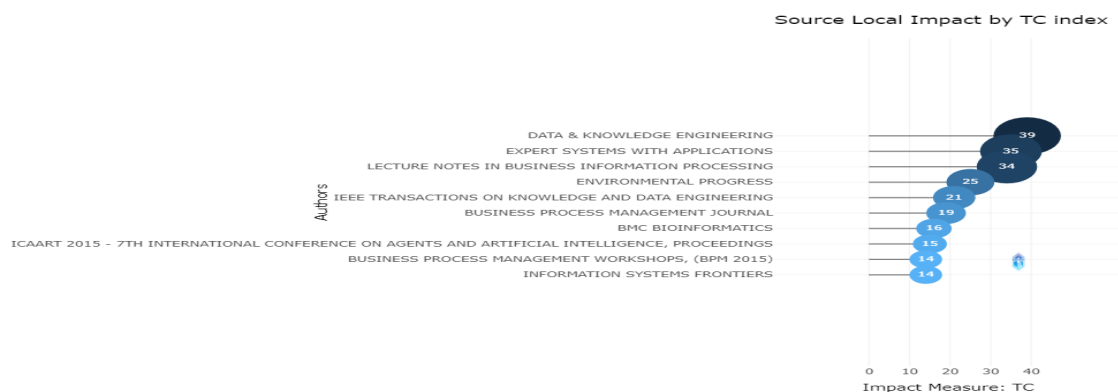 Source Local Impact by TC index
Authors
DATA & KNOWLEDGE ENGINEERING 39
EXPERT SYSTEMS WITH APPLICATIONS 35
LECTURE NOTES IN BUSINESS INFORMATION PROCESSING 34
ENVIRONMENTAL PROGRESS 25
IEEE TRANSACTIONS ON KNOWLEDGE AND DATA ENGINEERING 21
BUSINESS PROCESS MANAGEMENT JOURNAL 19
BMC BIOINFORMATICS 16
ICAART 2015 - 7TH INTERNATIONAL CONFERENCE ON AGENTS AND ARTIFICIAL INTELLIGENCE, PROCEEDINGS 15
BUSINESS PROCESS MANAGEMENT WORKSHOPS, (BPM 2015) 14
INFORMATION SYSTEMS FRONTIERS 14
0 10 20 30 40
Impact Measure: TC